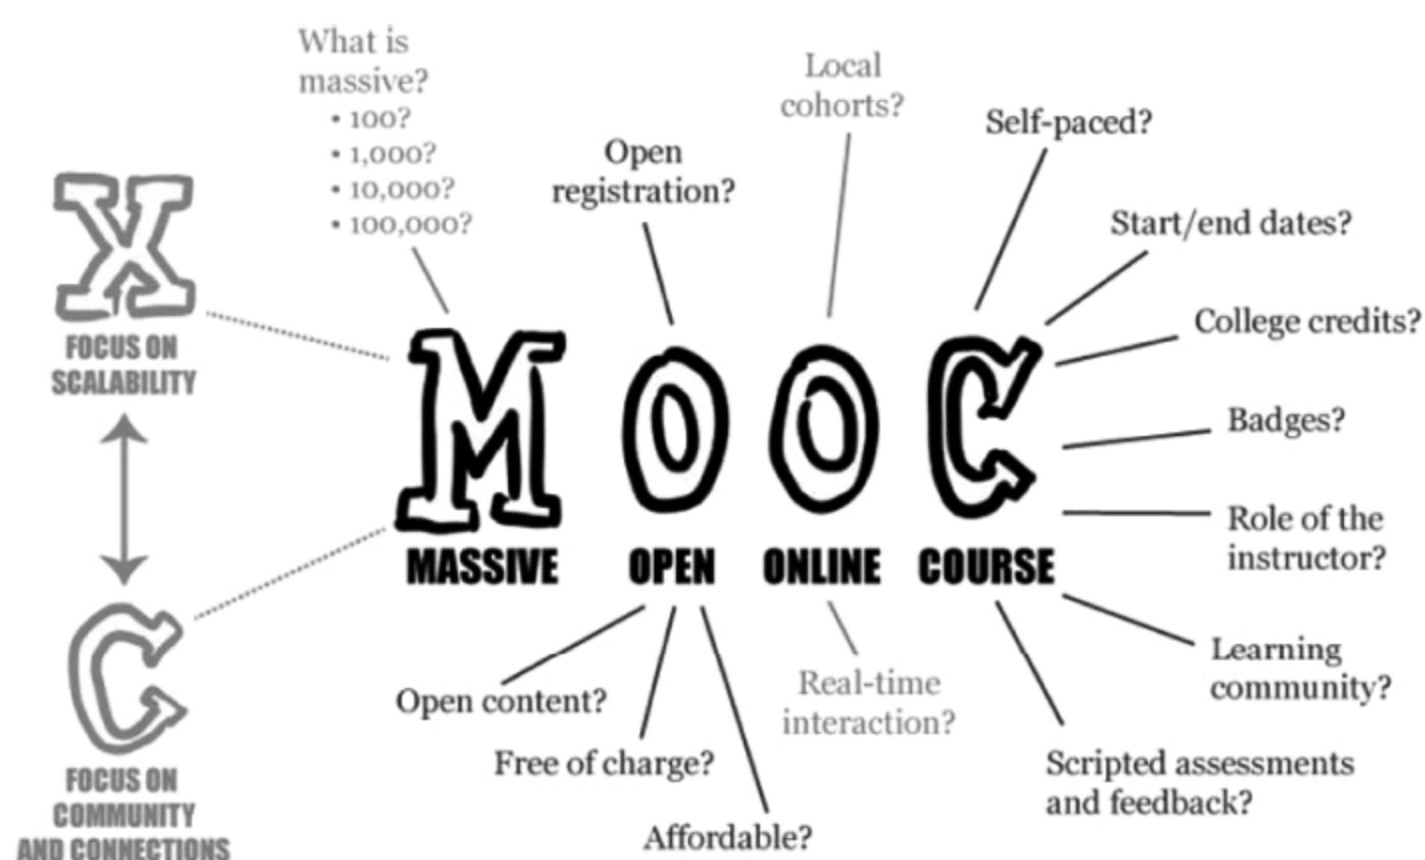 What is
massive?
• 100?
• 1,000?
• 10,000?
• 100,000?
Local
cohorts?
Open
registration?
Self-paced?
Start/end dates?
College credits?
Badges?
Role of the
instructor?
Learning
community?
Scripted assessments
and feedback?
X
FOCUS ON
SCALABILITY
C
FOCUS ON
COMMUNITY
AND CONNECTIONS
M O O C
MASSIVE OPEN ONLINE COURSE
Open content?
Free of charge?
Affordable?
Real-time
interaction?